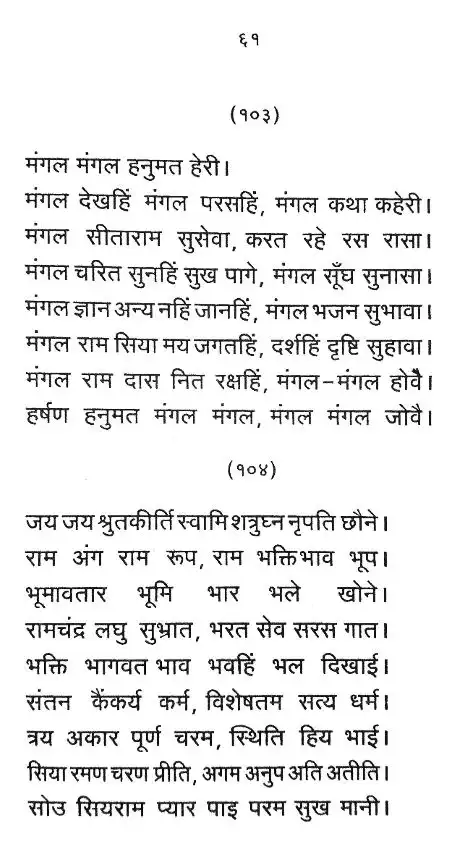 ६१
(१०३)
मंगल मंगल हनुमत हेरी।
मंगल देखहिं मंगल परसहिं, मंगल कथा कहेरी।
मंगल सीताराम सुसेवा, करत रहे रस रासा।
मंगल चरित सुनहिं सुख पागे, मंगल सूँघ सुनासा।
मंगल ज्ञान अन्य नहिं जानहिं, मंगल भजन सुभावा।
मंगल राम सिया मय जगतहिं, दर्शहिं दृष्टि सुहावा।
मंगल राम दास नित रक्षहिं, मंगल-मंगल होवै।
हर्षण हनुमत मंगल मंगल, मंगल मंगल जोवै।
(१०४)
जय जय श्रुतकीर्ति स्वामि शत्रुघ्न नृपति छौने।
राम अंग राम रूप, राम भक्ति भाव भूप।
भूमावतार भूमि भार भले खोने।
रामचंद्र लघु सुभ्रात, भरत सेव सरस गात।
भक्ति भागवत भाव भवहिं भल दिखाई।
संतन कैंकर्य कर्म, विशेषतम सत्य धर्म।
त्रय अकार पूर्ण चरम, स्थिति हिय भाई।
सिया रमण चरण प्रीति, अगम अनुप अति अतीति।
सोउ सियराम प्यार पाइ परम सुख मानी।